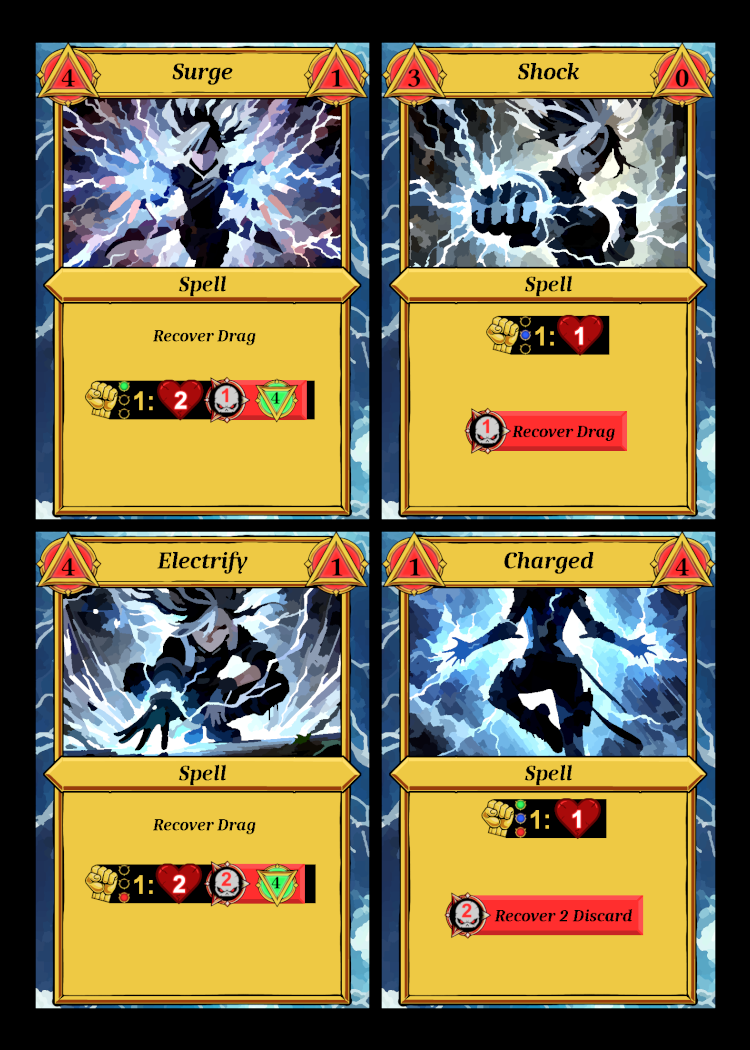 4 Surge 1
Spell
Recover Drag
1: 2 1 4
3 Shock 0
Spell
1: 1
1 Recover Drag
4 Electrify 1
Spell
Recover Drag
1: 2 2 4
1 Charged 4
Spell
1: 1
2 Recover 2 Discard